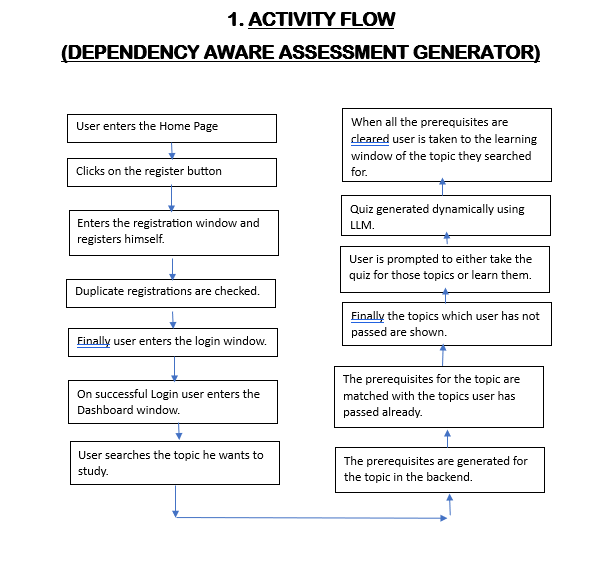 1. ACTIVITY FLOW
(DEPENDENCY AWARE ASSESSMENT GENERATOR)
User enters the Home Page
Clicks on the register button
Enters the registration window and
registers himself.
Duplicate registrations are checked.
Finally user enters the login window.
On successful Login user enters the
Dashboard window.
User searches the topic he wants to
study.
The prerequisites are generated for
the topic in the backend.
The prerequisites for the topic are
matched with the topics user has
passed already.
Finally the topics which user has not
passed are shown.
User is prompted to either take the
quiz for those topics or learn them.
Quiz generated dynamically using
LLM.
When all the prerequisites are
cleared user is taken to the learning
window of the topic they searched
for.